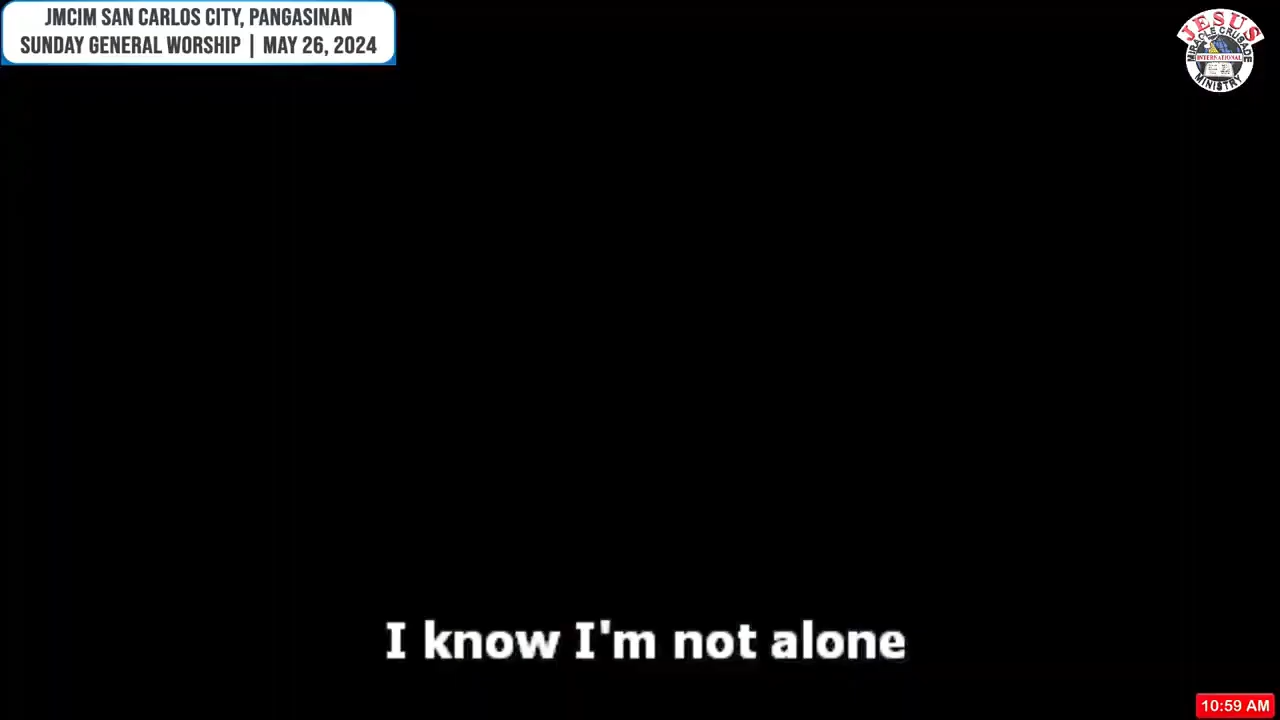 JMCIM SAN CARLOS CITY, PANGASINAN
SUNDAY GENERAL WORSHIP | MAY 26, 2024
JESUS
MIRACLE CRUSADE
INTERNATIONAL
MINISTRY
I know I'm not alone
10:59 AM